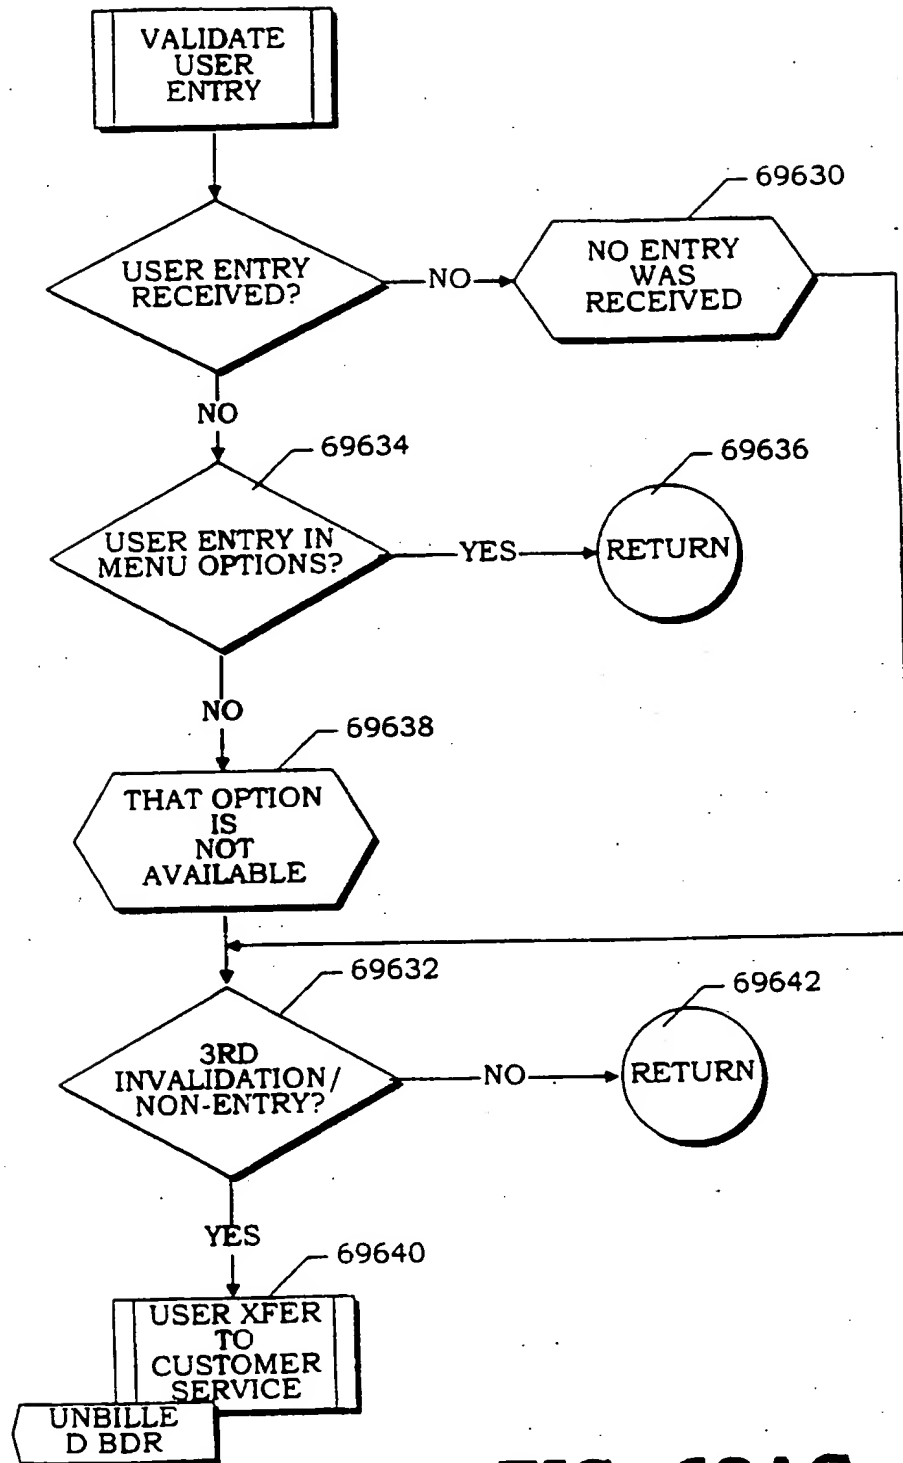 VALIDATE
USER
ENTRY
69630
USER ENTRY
RECEIVED?
NO
NO ENTRY
WAS
RECEIVED
NO
69634
69636
USER ENTRY IN
MENU OPTIONS?
YES
RETURN
NO
69638
THAT OPTION
IS
NOT
AVAILABLE
69632
69642
3RD
INVALIDATION/
NON-ENTRY?
NO
RETURN
YES
69640
USER XFER
TO
CUSTOMER
SERVICE
UNBILLE
D BDR